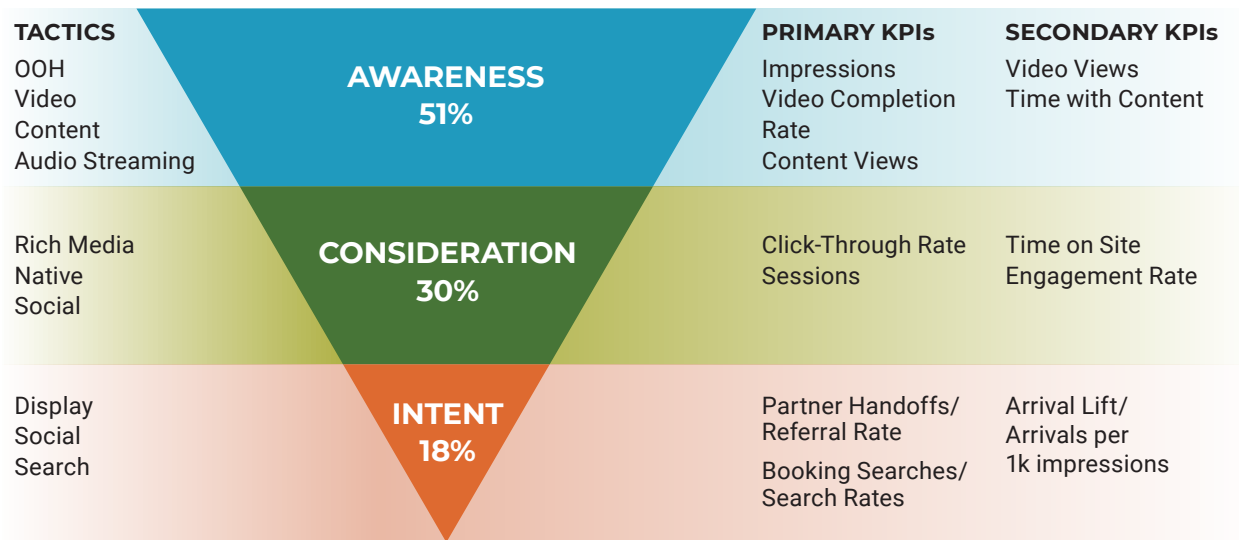 TACTICS
OOH
Video
Content
Audio Streaming
AWARENESS
51%
PRIMARY KPIs
Impressions
Video Completion
Rate
Content Views
SECONDARY KPIs
Video Views
Time with Content
Rich Media
Native
Social
CONSIDERATION
30%
Click-Through Rate
Sessions
Time on Site
Engagement Rate
Display
Social
Search
INTENT
18%
Partner Handoffs/
Referral Rate
Booking Searches/
Search Rates
Arrival Lift/
Arrivals per
1k impressions